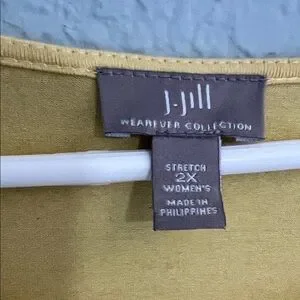 J.Jill
WEAREVER COLLECTION
STRETCH
2X
WOMEN'S
MADE IN
PHILIPPINES